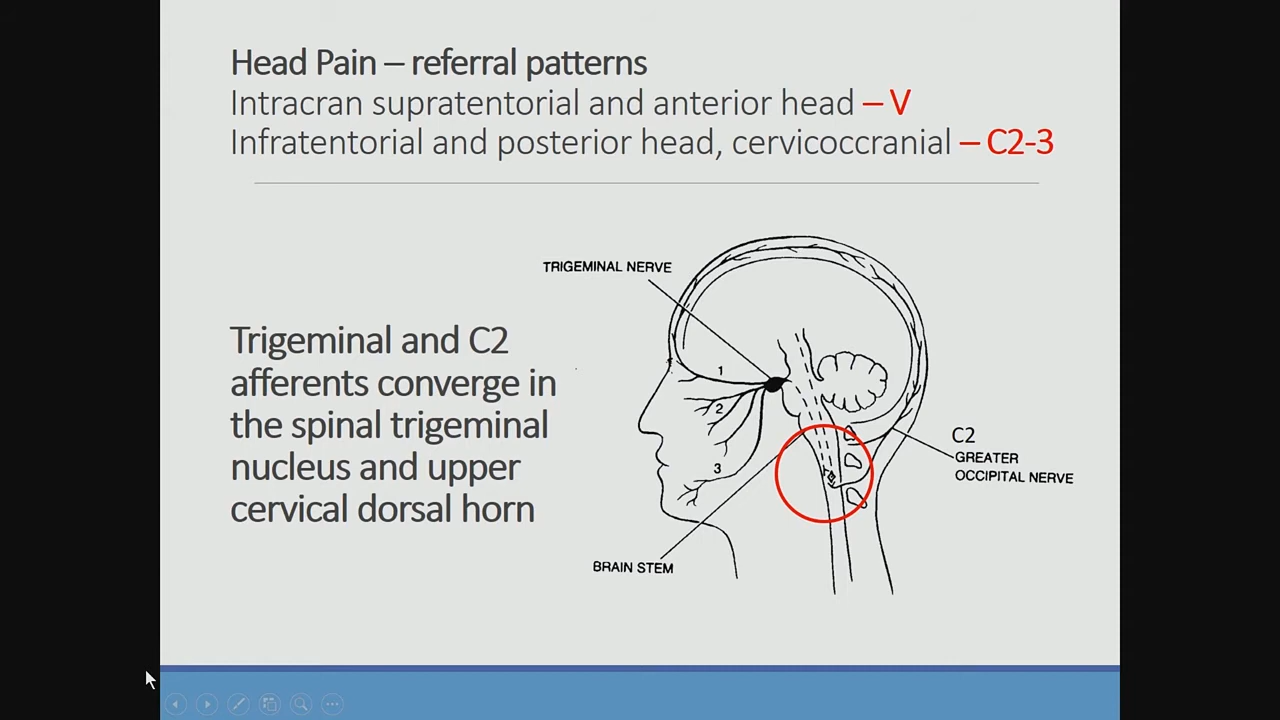 Head Pain – referral patterns
Intracran supratentorial and anterior head – V
Infratentorial and posterior head, cervicoccranial – C2-3
TRIGEMINAL NERVE
Trigeminal and C2
afferents converge in
the spinal trigeminal
nucleus and upper
cervical dorsal horn
1
2
3
C2
GREATER
OCCIPITAL NERVE
BRAIN STEM